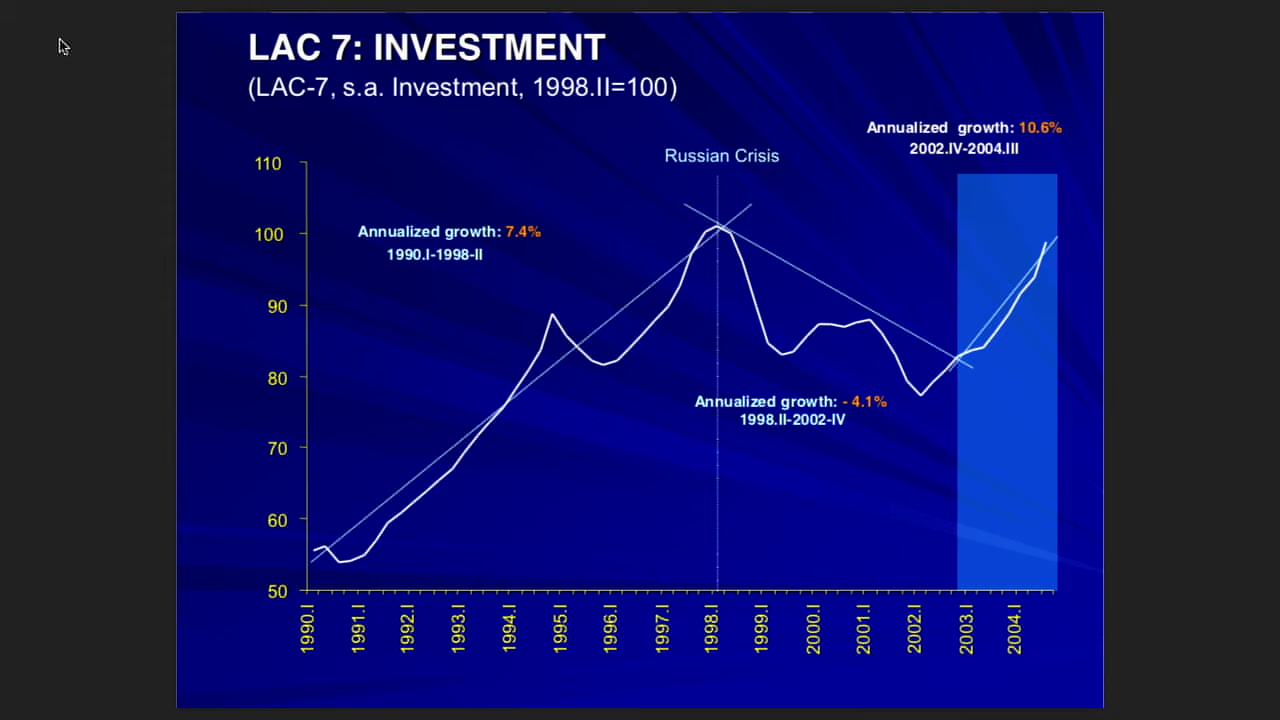 LAC 7: INVESTMENT
(LAC-7, s.a. Investment, 1998.II=100)
Annualized growth: 10.6%
2002.IV-2004.III
Russian Crisis
Annualized growth: 7.4%
1990.I-1998-II
Annualized growth: - 4.1%
1998.II-2002-IV
110
100
90
80
70
60
50
1990.I
1991.I
1992.I
1993.I
1994.I
1995.I
1996.I
1997.I
1998.I
1999.I
2000.I
2001.I
2002.I
2003.I
2004.I